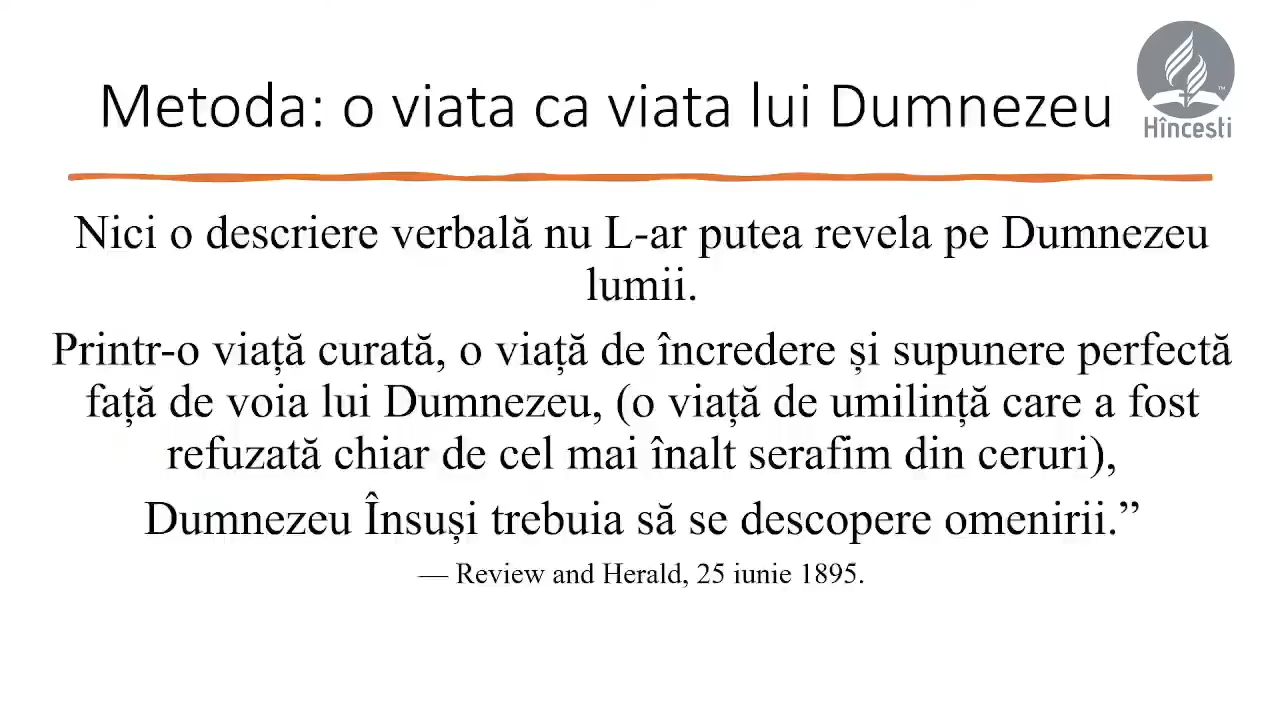 Metoda: o viata ca viata lui Dumnezeu
™
Hîncești
Nici o descriere verbală nu L-ar putea revela pe Dumnezeu
lumii.
Printr-o viață curată, o viață de încredere și supunere perfectă
față de voia lui Dumnezeu, (o viață de umilință care a fost
refuzată chiar de cel mai înalt serafim din ceruri),
Dumnezeu Însuși trebuia să se descopere omenirii.”
— Review and Herald, 25 iunie 1895.